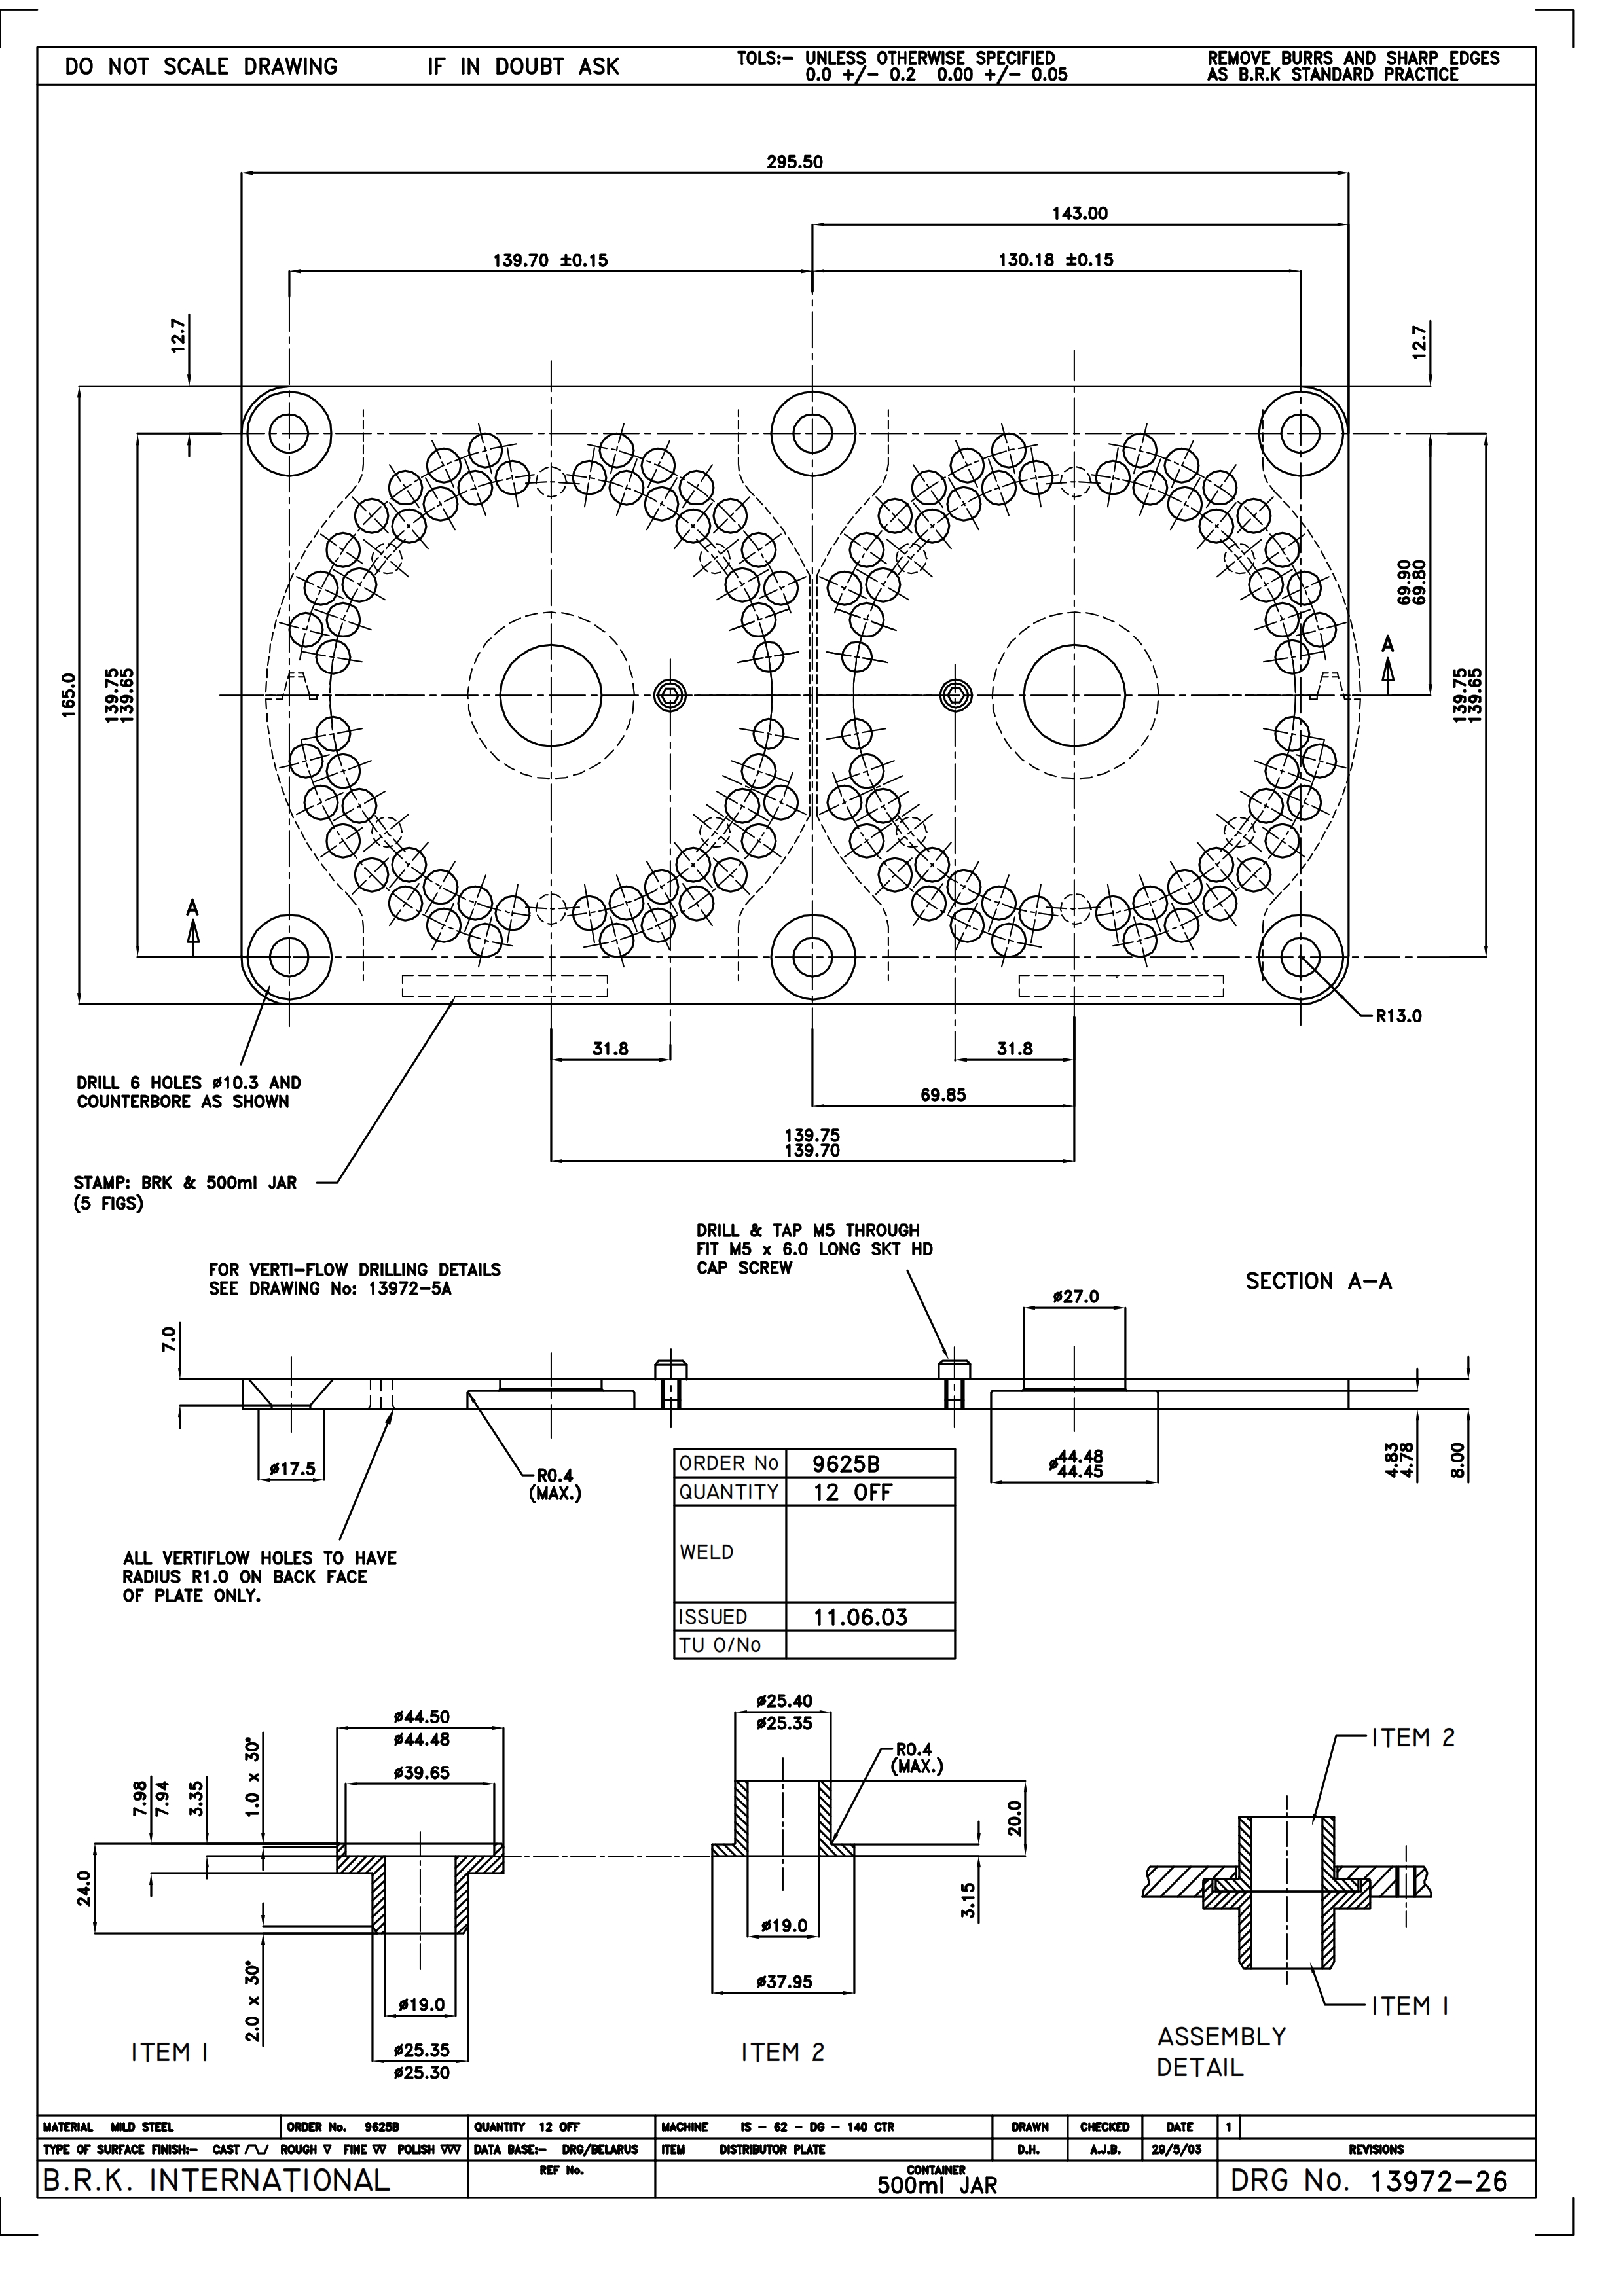 DO NOT SCALE DRAWING IF IN DOUBT ASK
TOLS:- UNLESS OTHERWISE SPECIFIED
0.0 +/- 0.2 0.00 +/- 0.05
REMOVE BURRS AND SHARP EDGES
AS B.R.K STANDARD PRACTICE
295.50
143.00
139.70 ±0.15
130.18 ±0.15
12.7
12.7
165.0
139.75
139.65
69.90
69.80
A
139.75
139.65
A
R13.0
31.8
31.8
69.85
139.75
139.70
DRILL 6 HOLES ø10.3 AND
COUNTERBORE AS SHOWN
STAMP: BRK & 500ml JAR
(5 FIGS)
DRILL & TAP M5 THROUGH
FIT M5 x 6.0 LONG SKT HD
CAP SCREW
FOR VERTI-FLOW DRILLING DETAILS
SEE DRAWING No: 13972-5A
SECTION A-A
ø27.0
7.0
ø17.5
R0.4
(MAX.)
ø44.48
44.45
4.83
4.78
8.00
ALL VERTIFLOW HOLES TO HAVE
RADIUS R1.0 ON BACK FACE
OF PLATE ONLY.
ORDER No 9625B
QUANTITY 12 OFF
WELD
ISSUED 11.06.03
TU O/No
ø44.50
ø44.48
ø39.65
7.98
7.94
3.35
1.0 x 30°
24.0
2.0 x 30°
ø19.0
ø25.35
ø25.30
ITEM 1
ø25.40
ø25.35
R0.4
(MAX.)
20.0
3.15
ø19.0
ø37.95
ITEM 2
ITEM 2
ITEM 1
ASSEMBLY
DETAIL
MATERIAL MILD STEEL ORDER No. 9625B QUANTITY 12 OFF MACHINE IS - 62 - DG - 140 CTR DRAWN CHECKED DATE 1
TYPE OF SURFACE FINISH:- CAST ROUGH ∇ FINE ∇∇ POLISH ∇∇∇ DATA BASE:- DRG/BELARUS ITEM DISTRIBUTOR PLATE D.H. A.J.B. 29/5/03 REVISIONS
B.R.K. INTERNATIONAL REF No. CONTAINER
500ml JAR
DRG No. 13972-26